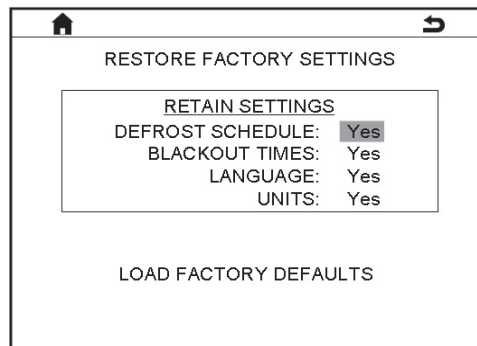 RESTORE FACTORY SETTINGS
RETAIN SETTINGS
DEFROST SCHEDULE: Yes
BLACKOUT TIMES: Yes
LANGUAGE: Yes
UNITS: Yes
LOAD FACTORY DEFAULTS